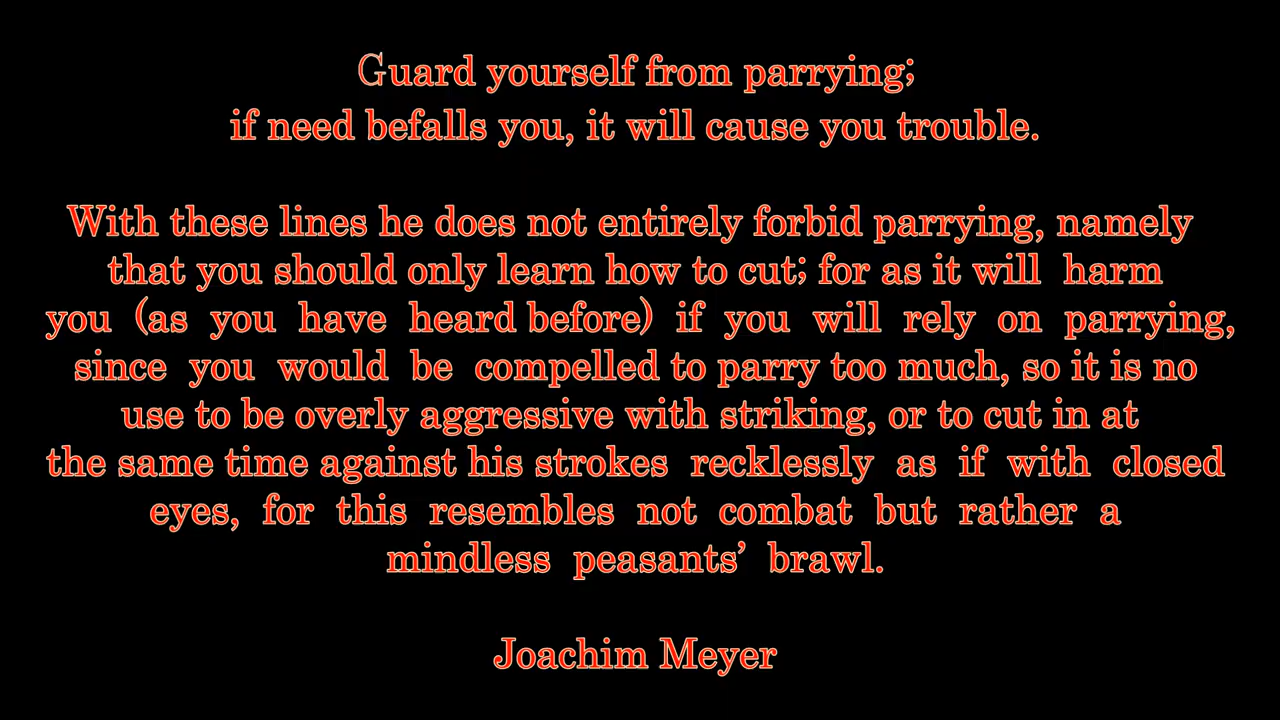 Guard yourself from parrying;
if need befalls you, it will cause you trouble.
With these lines he does not entirely forbid parrying, namely
that you should only learn how to cut; for as it will harm
you (as you have heard before) if you will rely on parrying,
since you would be compelled to parry too much, so it is no
use to be overly aggressive with striking, or to cut in at
the same time against his strokes recklessly as if with closed
eyes, for this resembles not combat but rather a
mindless peasants’ brawl.
Joachim Meyer